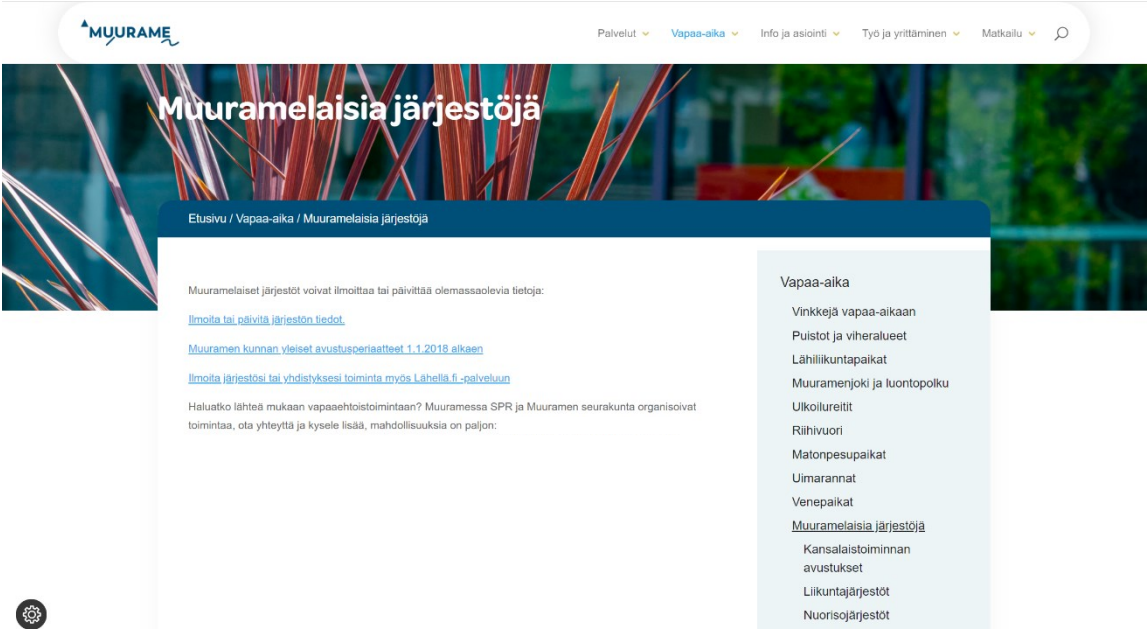 MUURAME
Palvelut Vapaa-aika Info ja asiointi Työ ja yrittäminen Matkailu
Muuramelaisia järjestöjä
Etusivu / Vapaa-aika / Muuramelaisia järjestöjä
Muuramelaiset järjestöt voivat ilmoittaa tai päivittää olemassaolevia tietoja:
Ilmoita tai päivitä järjestön tiedot.
Muuramen kunnan yleiset avustusperiaatteet 1.1.2018 alkaen
Ilmoita järjestösi tai yhdistyksesi toiminta myös Lähellä.fi -palveluun
Haluatko lähteä mukaan vapaaehtoistoimintaan? Muuramessa SPR ja Muuramen seurakunta organisoivat
toimintaa, ota yhteyttä ja kysele lisää, mahdollisuuksia on paljon:
Vapaa-aika
Vinkkejä vapaa-aikaan
Puistot ja viheralueet
Lähiliikuntapaikat
Muuramenjoki ja luontopolku
Ulkoilureitit
Riihivuori
Matonpesupaikat
Uimarannat
Venepaikat
Muuramelaisia järjestöjä
Kansalaistoiminnan
avustukset
Liikuntajärjestöt
Nuorisojärjestöt